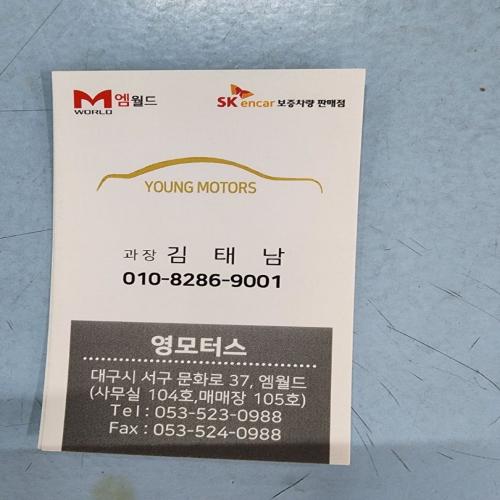 M 엠월드
WORLD
SK encar 보증차량 판매점
YOUNG MOTORS
과장 김 태 남
010-8286-9001
영모터스
대구시 서구 문화로 37, 엠월드
(사무실 104호,매매장 105호)
Tel : 053-523-0988
Fax : 053-524-0988